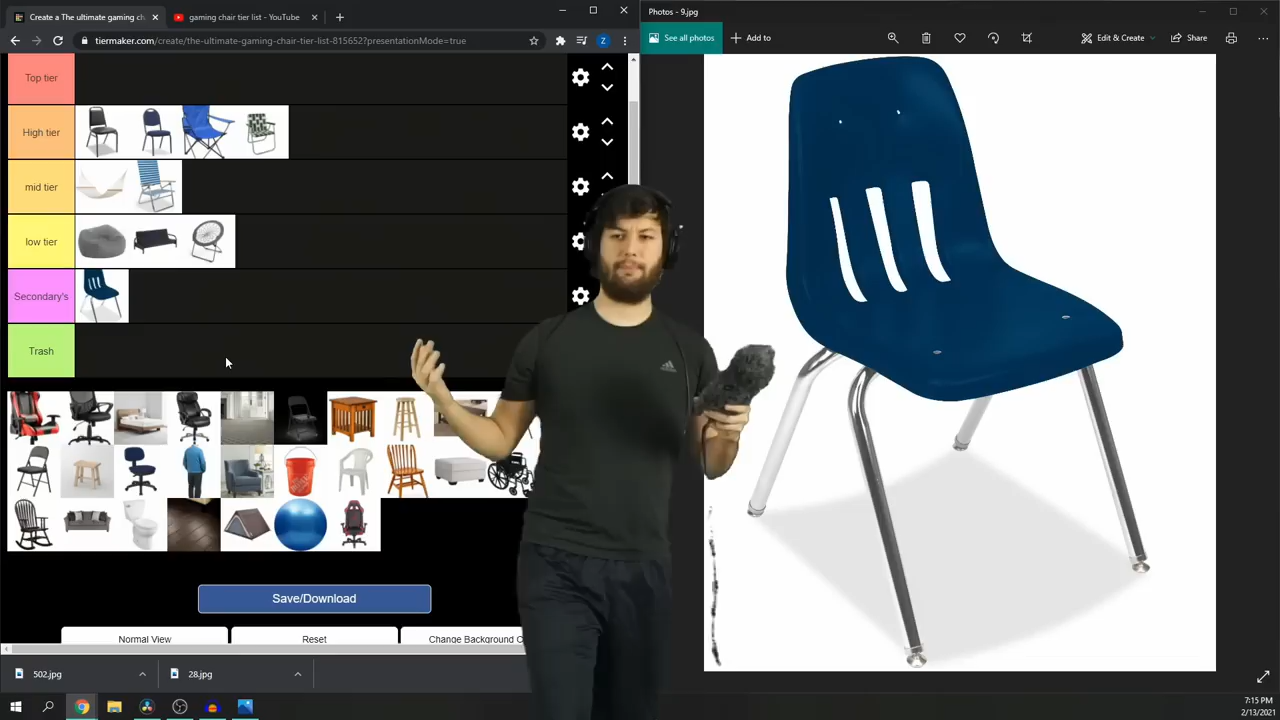 Create a The ultimate gaming ch
gaming chair tier list - YouTube
tiermaker.com/create/the-ultimate-gaming-chair-tier-list-815652?presentationMode=true
Z
Top tier
High tier
mid tier
low tier
Secondary's
Trash
Save/Download
Normal View
Reset
Change Background C
502.jpg
28.jpg
Photos - 9.jpg
See all photos
Add to
Edit & Create
Share
7:15 PM
2/13/2021